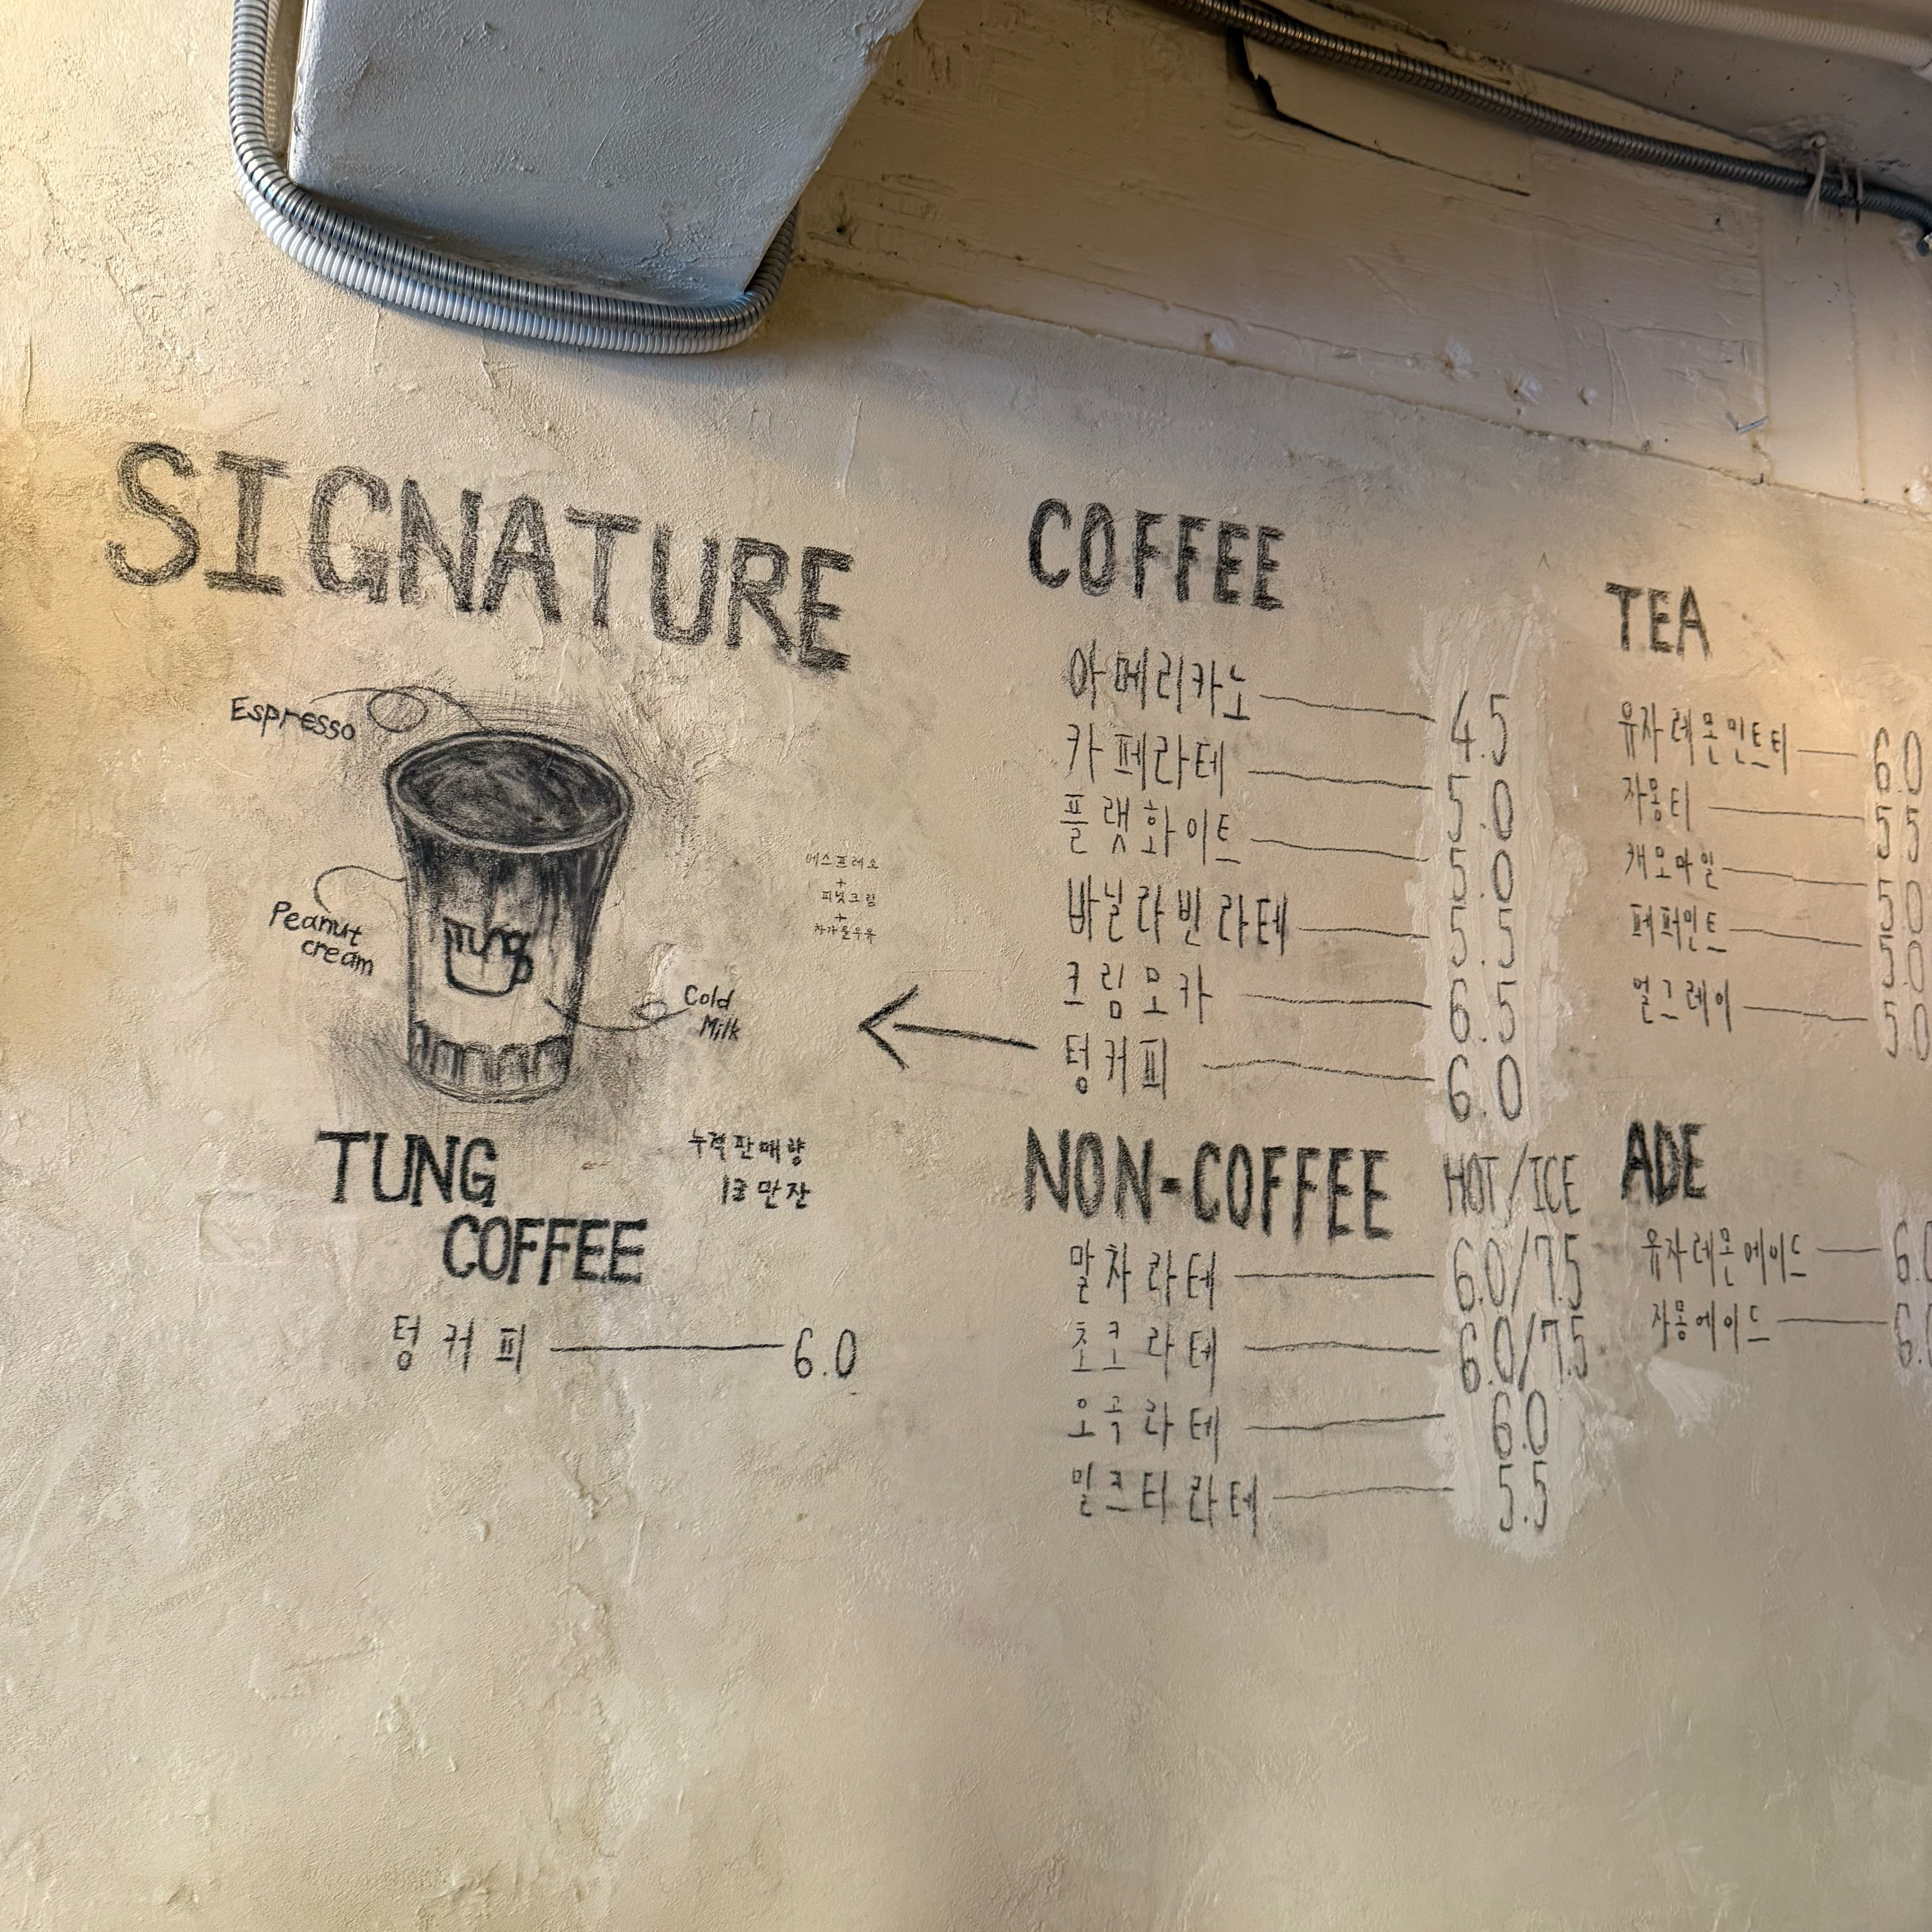 SIGNATURE
Espresso
Peanut
cream
TUNG
Cold
Milk
에스프레소
+
피넛크림
+
차가운우유
TUNG
COFFEE
누적판매량
13만잔
텅커피 6.0
COFFEE
아메리카노 4.5
카페라테 5.0
플랫화이트 5.0
바닐라빈라테 5.5
크림모카 6.5
텅커피 6.0
NON-COFFEE HOT/ICE
말차라테 6.0/7.5
초코라테 6.0/7.5
오곡라테 6.0
밀크티라테 5.5
TEA
유자레몬민트티 6.0
자몽티 5.5
캐모마일 5.0
페퍼민트 5.0
얼그레이 5.0
ADE
유자레몬에이드
자몽에이드